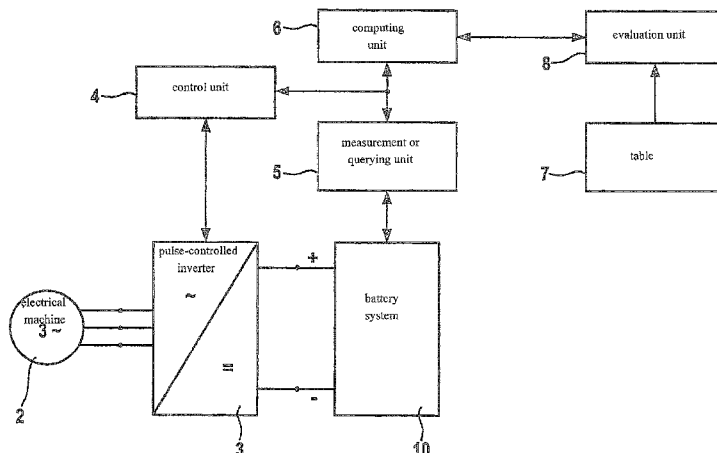 6
computing
unit
evaluation unit
8
4
control unit
measurement or
querying unit
5
table
7
pulse-controlled
inverter
~
=
+
-
battery
system
electrical
machine
3 ~
2
3
10